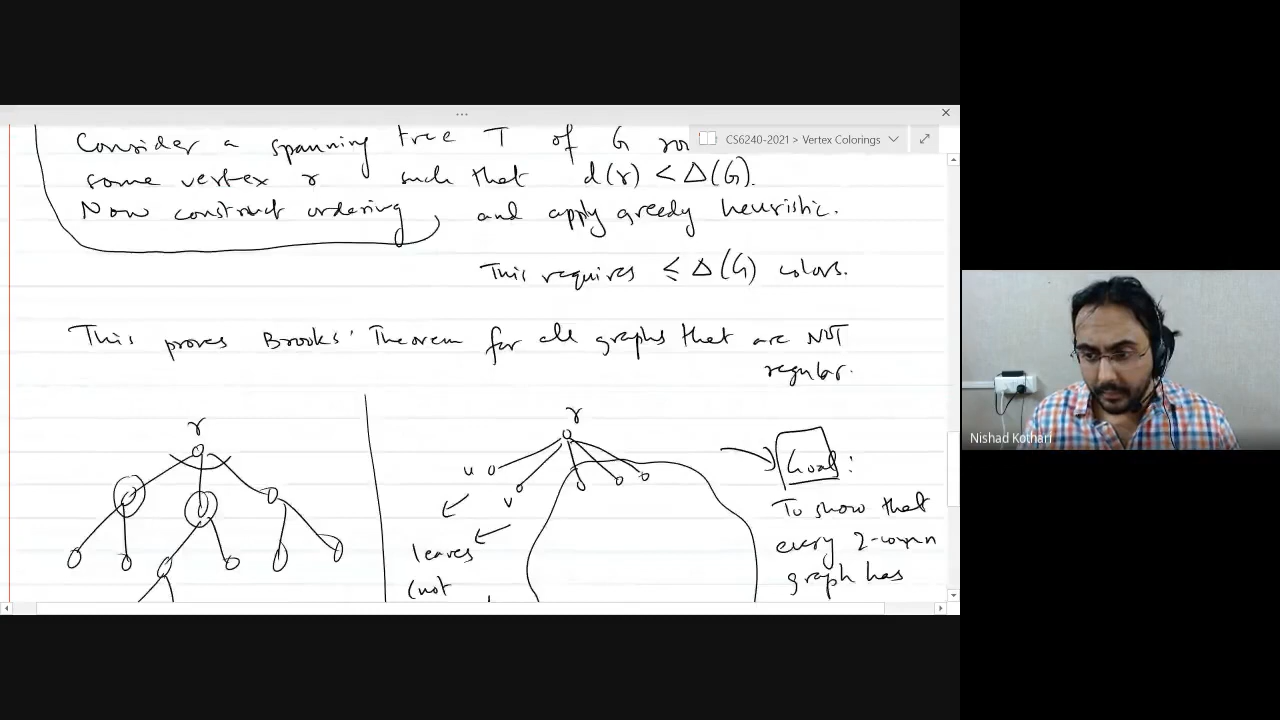 CS6240-2021 > Vertex Colorings
Consider a spanning tree T of G
some vertex r such that d(r) < Δ(G).
Now construct ordering, and apply greedy heuristic.
This requires ≤ Δ(G) colors.
This proves Brooks' Theorem for all graphs that are NOT
regular.
r
r
u
v
leaves
(not
Goal:
To show that
every 2-conn
graph has
Nishad Kothari